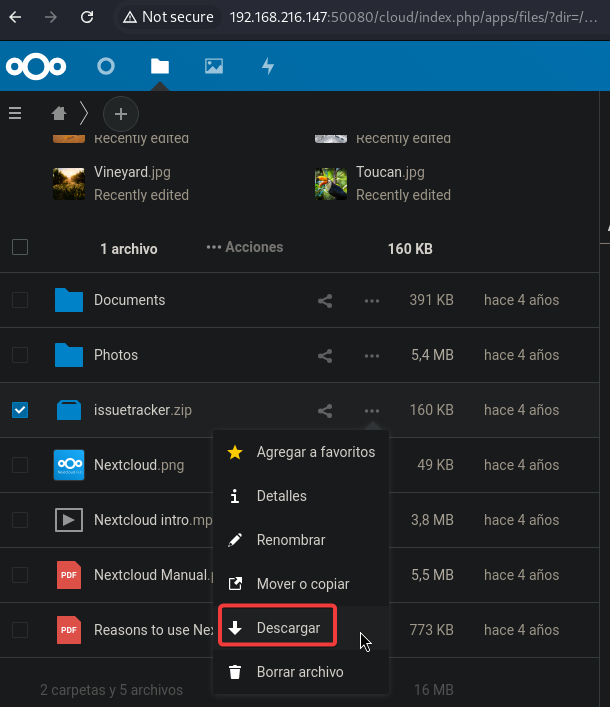 Not secure 192.168.216.147:50080/cloud/index.php/apps/files/?dir=/...
Recently edited Recently edited
Vineyard.jpg Toucan.jpg
Recently edited Recently edited
1 archivo ••• Acciones 160 KB
Documents 391 KB hace 4 años
Photos 5,4 MB hace 4 años
issuetracker.zip 160 KB hace 4 años
Agregar a favoritos
Nextcloud.png 49 KB hace 4 años
Detalles
Nextcloud intro.mp 3,8 MB hace 4 años
Renombrar
Mover o copiar
Nextcloud Manual. 5,5 MB hace 4 años
PDF
Descargar
Reasons to use Nex 773 KB hace 4 años
PDF
Borrar archivo
2 carpetas y 5 archivos 16 MB